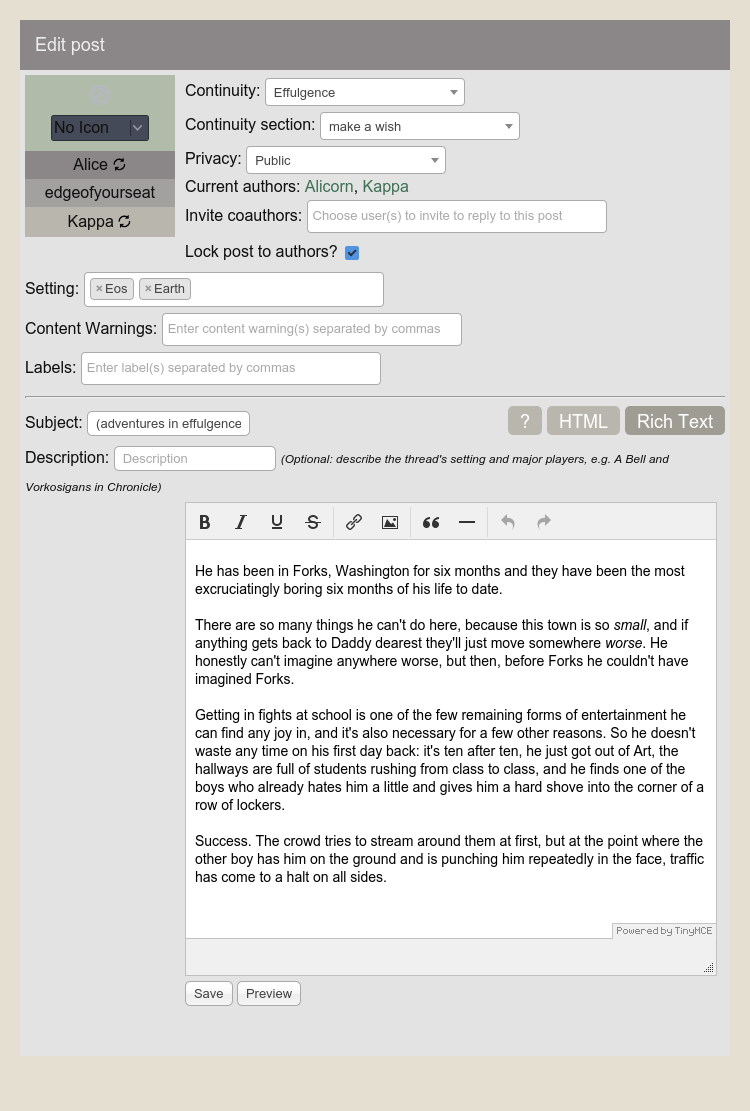 Edit post
No Icon
Alice
edgeofyourseat
Kappa
Continuity: Effulgence
Continuity section: make a wish
Privacy: Public
Current authors: Alicorn, Kappa
Invite coauthors: Choose user(s) to invite to reply to this post
Lock post to authors?
Setting: ×Eos ×Earth
Content Warnings: Enter content warning(s) separated by commas
Labels: Enter label(s) separated by commas
Subject: (adventures in effulgence
? HTML Rich Text
Description: Description (Optional: describe the thread's setting and major players, e.g. A Bell and
Vorkosigans in Chronicle)
B I U S
He has been in Forks, Washington for six months and they have been the most
excruciatingly boring six months of his life to date.
There are so many things he can't do here, because this town is so small, and if
anything gets back to Daddy dearest they'll just move somewhere worse. He
honestly can't imagine anywhere worse, but then, before Forks he couldn't have
imagined Forks.
Getting in fights at school is one of the few remaining forms of entertainment he
can find any joy in, and it's also necessary for a few other reasons. So he doesn't
waste any time on his first day back: it's ten after ten, he just got out of Art, the
hallways are full of students rushing from class to class, and he finds one of the
boys who already hates him a little and gives him a hard shove into the corner of a
row of lockers.
Success. The crowd tries to stream around them at first, but at the point where the
other boy has him on the ground and is punching him repeatedly in the face, traffic
has come to a halt on all sides.
Powered by TinyMCE
Save Preview